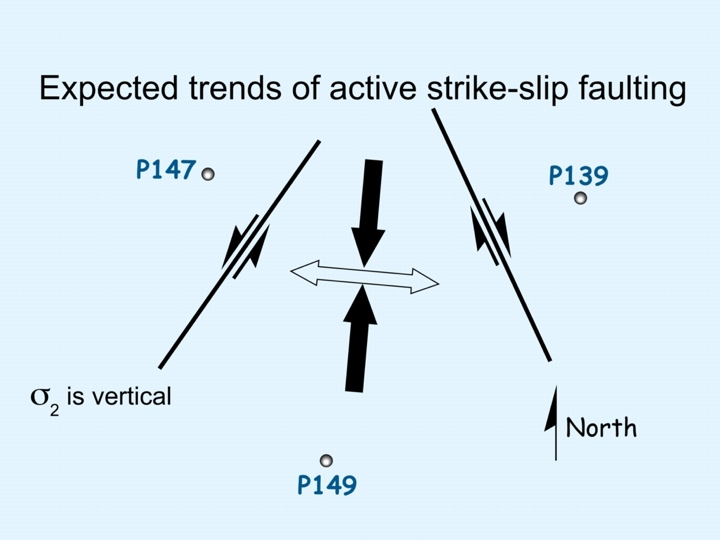 Expected trends of active strike-slip faulting
P147
P139
σ2 is vertical
North
P149